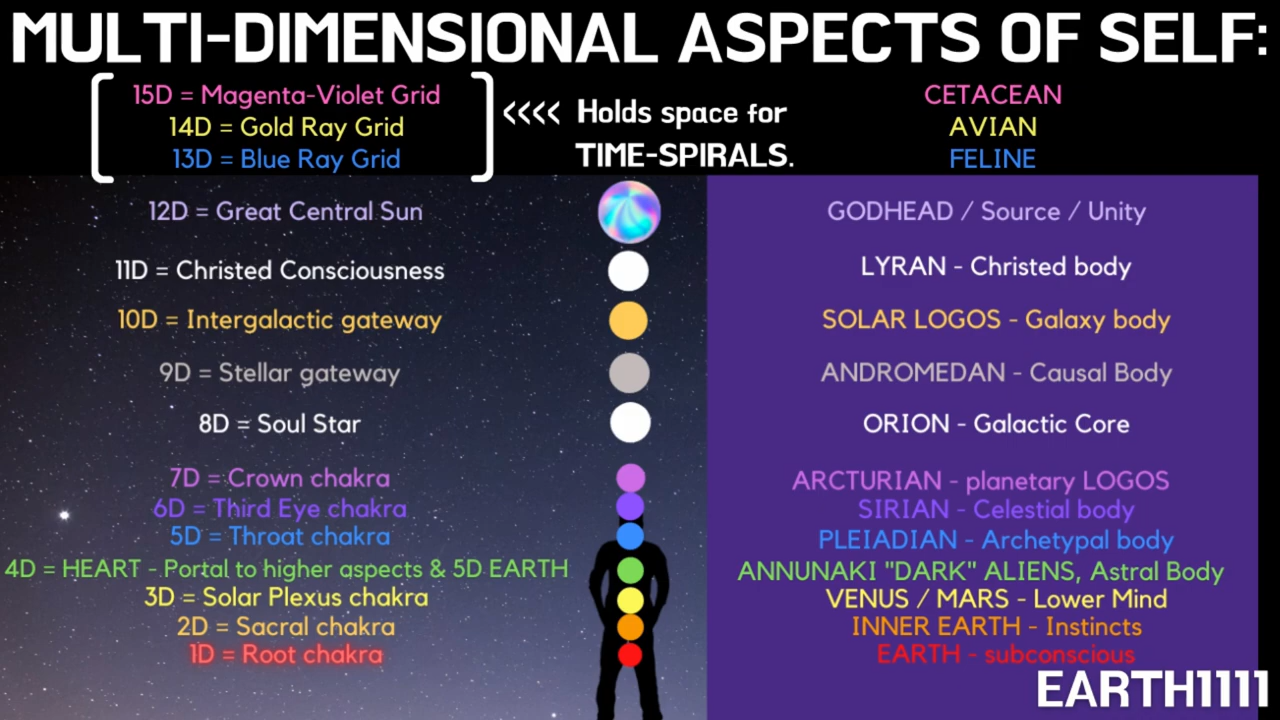 MULTI-DIMENSIONAL ASPECTS OF SELF:
15D = Magenta-Violet Grid
14D = Gold Ray Grid
13D = Blue Ray Grid
<<<< Holds space for
TIME-SPIRALS.
CETACEAN
AVIAN
FELINE
12D = Great Central Sun
GODHEAD / Source / Unity
11D = Christed Consciousness
LYRAN - Christed body
10D = Intergalactic gateway
SOLAR LOGOS - Galaxy body
9D = Stellar gateway
ANDROMEDAN - Causal Body
8D = Soul Star
ORION - Galactic Core
7D = Crown chakra
ARCTURIAN - planetary LOGOS
6D = Third Eye chakra
SIRIAN - Celestial body
5D = Throat chakra
PLEIADIAN - Archetypal body
4D = HEART - Portal to higher aspects & 5D EARTH
ANNUNAKI "DARK" ALIENS, Astral Body
3D = Solar Plexus chakra
VENUS / MARS - Lower Mind
2D = Sacral chakra
INNER EARTH - Instincts
1D = Root chakra
EARTH - subconscious
EARTH1111